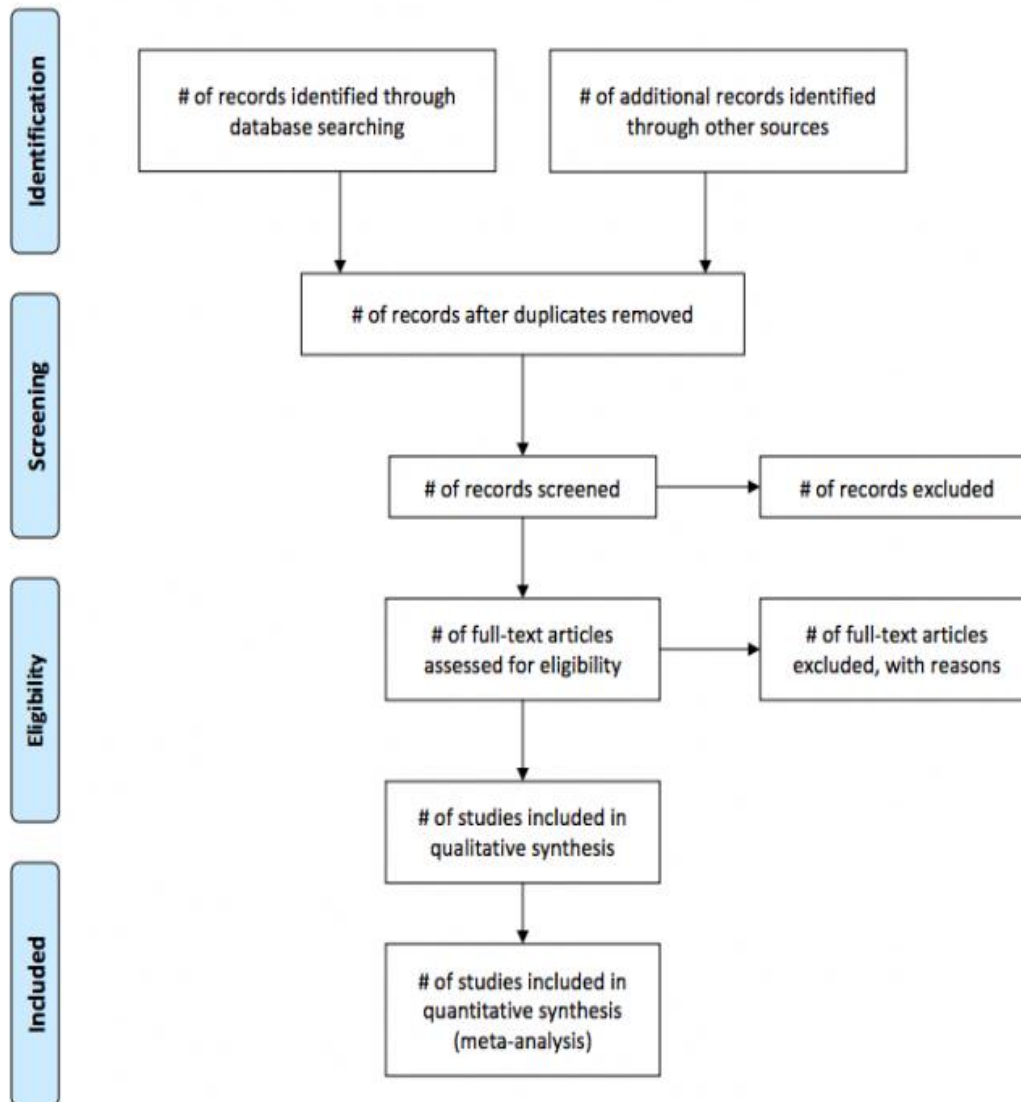 Identification
# of records identified through
database searching
# of additional records identified
through other sources
Screening
# of records after duplicates removed
# of records screened
# of records excluded
Eligibility
# of full-text articles
assessed for eligibility
# of full-text articles
excluded, with reasons
# of studies included in
qualitative synthesis
Included
# of studies included in
quantitative synthesis
(meta-analysis)